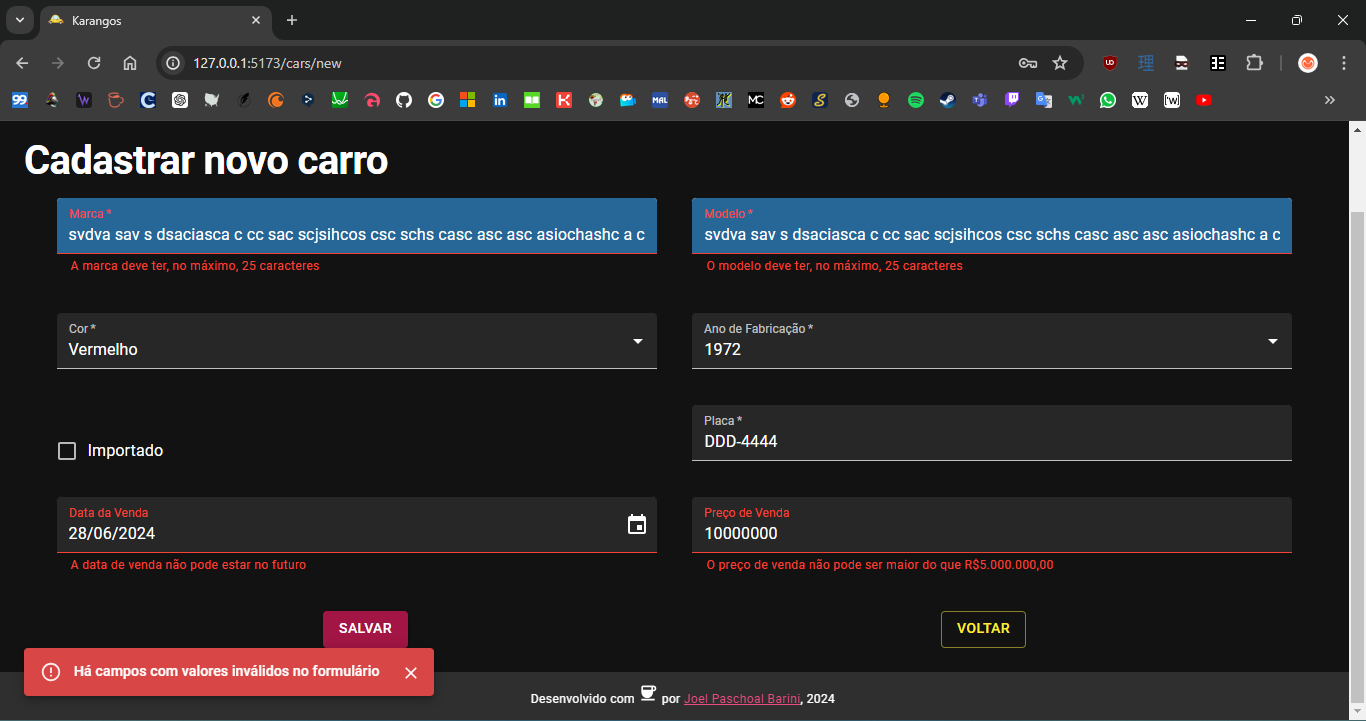 Karangos
127.0.0.1:5173/cars/new
Cadastrar novo carro
Marca *
svdva sav s dsaciasca c cc sac scjsihcos csc schs casc asc asc asiochashc a c
A marca deve ter, no máximo, 25 caracteres
Modelo *
svdva sav s dsaciasca c cc sac scjsihcos csc schs casc asc asc asiochashc a c
O modelo deve ter, no máximo, 25 caracteres
Cor *
Vermelho
Ano de Fabricação *
1972
Importado
Placa *
DDD-4444
Data da Venda
28/06/2024
A data de venda não pode estar no futuro
Preço de Venda
10000000
O preço de venda não pode ser maior do que R$5.000.000,00
SALVAR
VOLTAR
Há campos com valores inválidos no formulário
Desenvolvido com por Joel Paschoal Barini, 2024